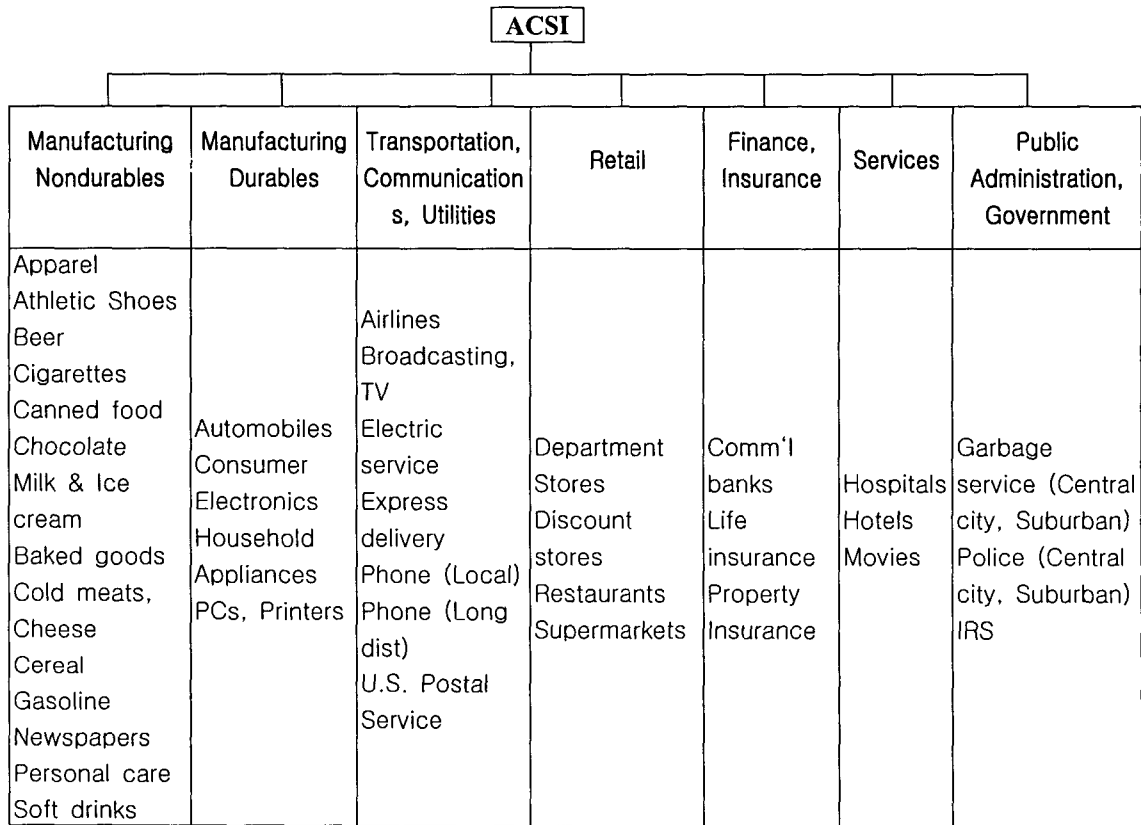 ACSI
Manufacturing
Nondurables
Manufacturing
Durables
Transportation,
Communication
s, Utilities
Retail
Finance,
Insurance
Services
Public
Administration,
Government
Apparel
Athletic Shoes
Beer
Cigarettes
Canned food
Chocolate
Milk & Ice
cream
Baked goods
Cold meats,
Cheese
Cereal
Gasoline
Newspapers
Personal care
Soft drinks
Automobiles
Consumer
Electronics
Household
Appliances
PCs, Printers
Airlines
Broadcasting,
TV
Electric
service
Express
delivery
Phone (Local)
Phone (Long
dist)
U.S. Postal
Service
Department
Stores
Discount
stores
Restaurants
Supermarkets
Comm'l
banks
Life
insurance
Property
Insurance
Hospitals
Hotels
Movies
Garbage
service (Central
city, Suburban)
Police (Central
city, Suburban)
IRS